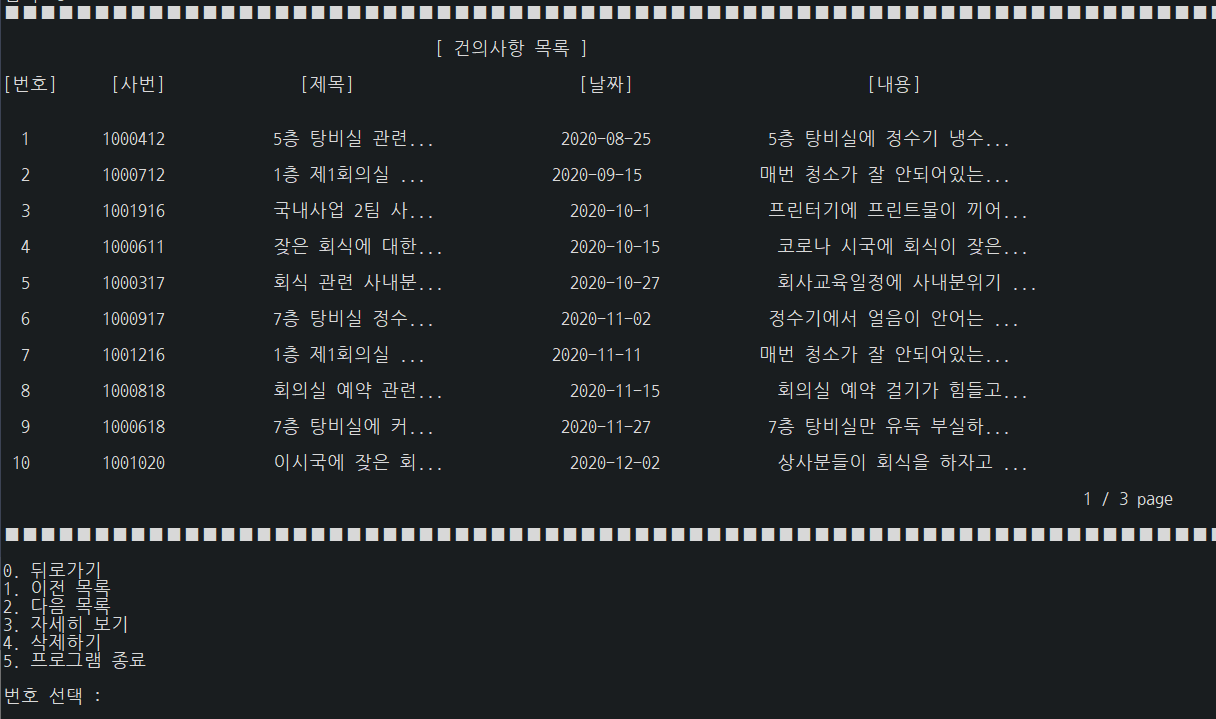 [ 건의사항 목록 ]
[번호] [사번] [제목] [날짜] [내용]
1 1000412 5층 탕비실 관련... 2020-08-25 5층 탕비실에 정수기 냉수...
2 1000712 1층 제1회의실 ... 2020-09-15 매번 청소가 잘 안되어있는...
3 1001916 국내사업 2팀 사... 2020-10-1 프린터기에 프린트물이 끼어...
4 1000611 잦은 회식에 대한... 2020-10-15 코로나 시국에 회식이 잦은...
5 1000317 회식 관련 사내분... 2020-10-27 회사교육일정에 사내분위기 ...
6 1000917 7층 탕비실 정수... 2020-11-02 정수기에서 얼음이 안어는 ...
7 1001216 1층 제1회의실 ... 2020-11-11 매번 청소가 잘 안되어있는...
8 1000818 회의실 예약 관련... 2020-11-15 회의실 예약 걸기가 힘들고...
9 1000618 7층 탕비실에 커... 2020-11-27 7층 탕비실만 유독 부실하...
10 1001020 이시국에 잦은 회... 2020-12-02 상사분들이 회식을 하자고 ...
1 / 3 page
0. 뒤로가기
1. 이전 목록
2. 다음 목록
3. 자세히 보기
4. 삭제하기
5. 프로그램 종료
번호 선택 :